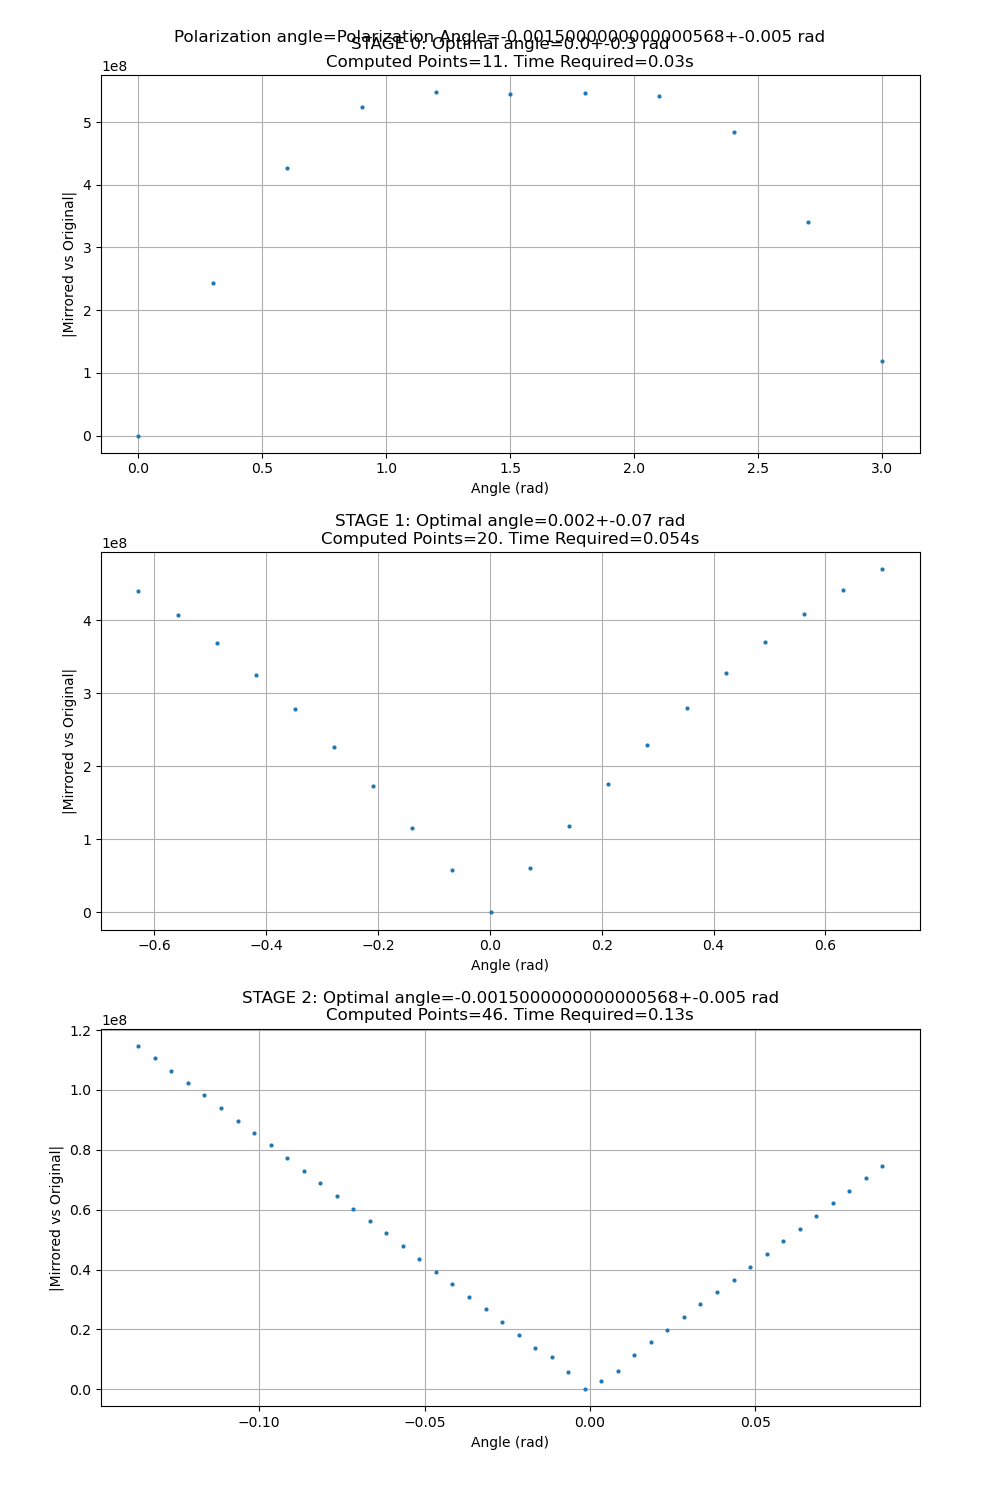 Polarization angle=Polarization Angle=-0.0015000000000000568+-0.005 rad
STAGE 0: Optimal angle=0.0+-0.3 rad
Computed Points=11. Time Required=0.03s
1e8
5
4
3
2
1
0
|Mirrored vs Original|
0.0 0.5 1.0 1.5 2.0 2.5 3.0
Angle (rad)
STAGE 1: Optimal angle=0.002+-0.07 rad
Computed Points=20. Time Required=0.054s
1e8
4
3
2
1
0
|Mirrored vs Original|
−0.6 −0.4 −0.2 0.0 0.2 0.4 0.6
Angle (rad)
STAGE 2: Optimal angle=-0.0015000000000000568+-0.005 rad
Computed Points=46. Time Required=0.13s
1e8
1.2
1.0
0.8
0.6
0.4
0.2
0.0
|Mirrored vs Original|
−0.10 −0.05 0.00 0.05
Angle (rad)